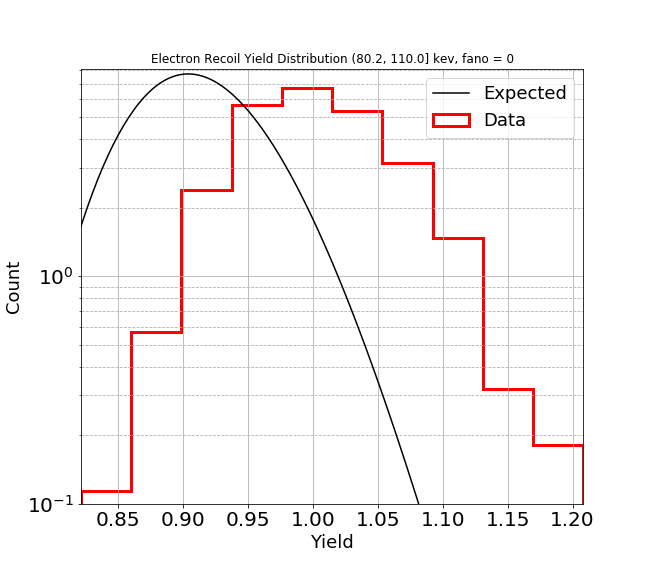 Electron Recoil Yield Distribution (80.2, 110.0] kev, fano = 0
Expected
Data
Count
10⁰
10⁻¹
0.85 0.90 0.95 1.00 1.05 1.10 1.15 1.20
Yield